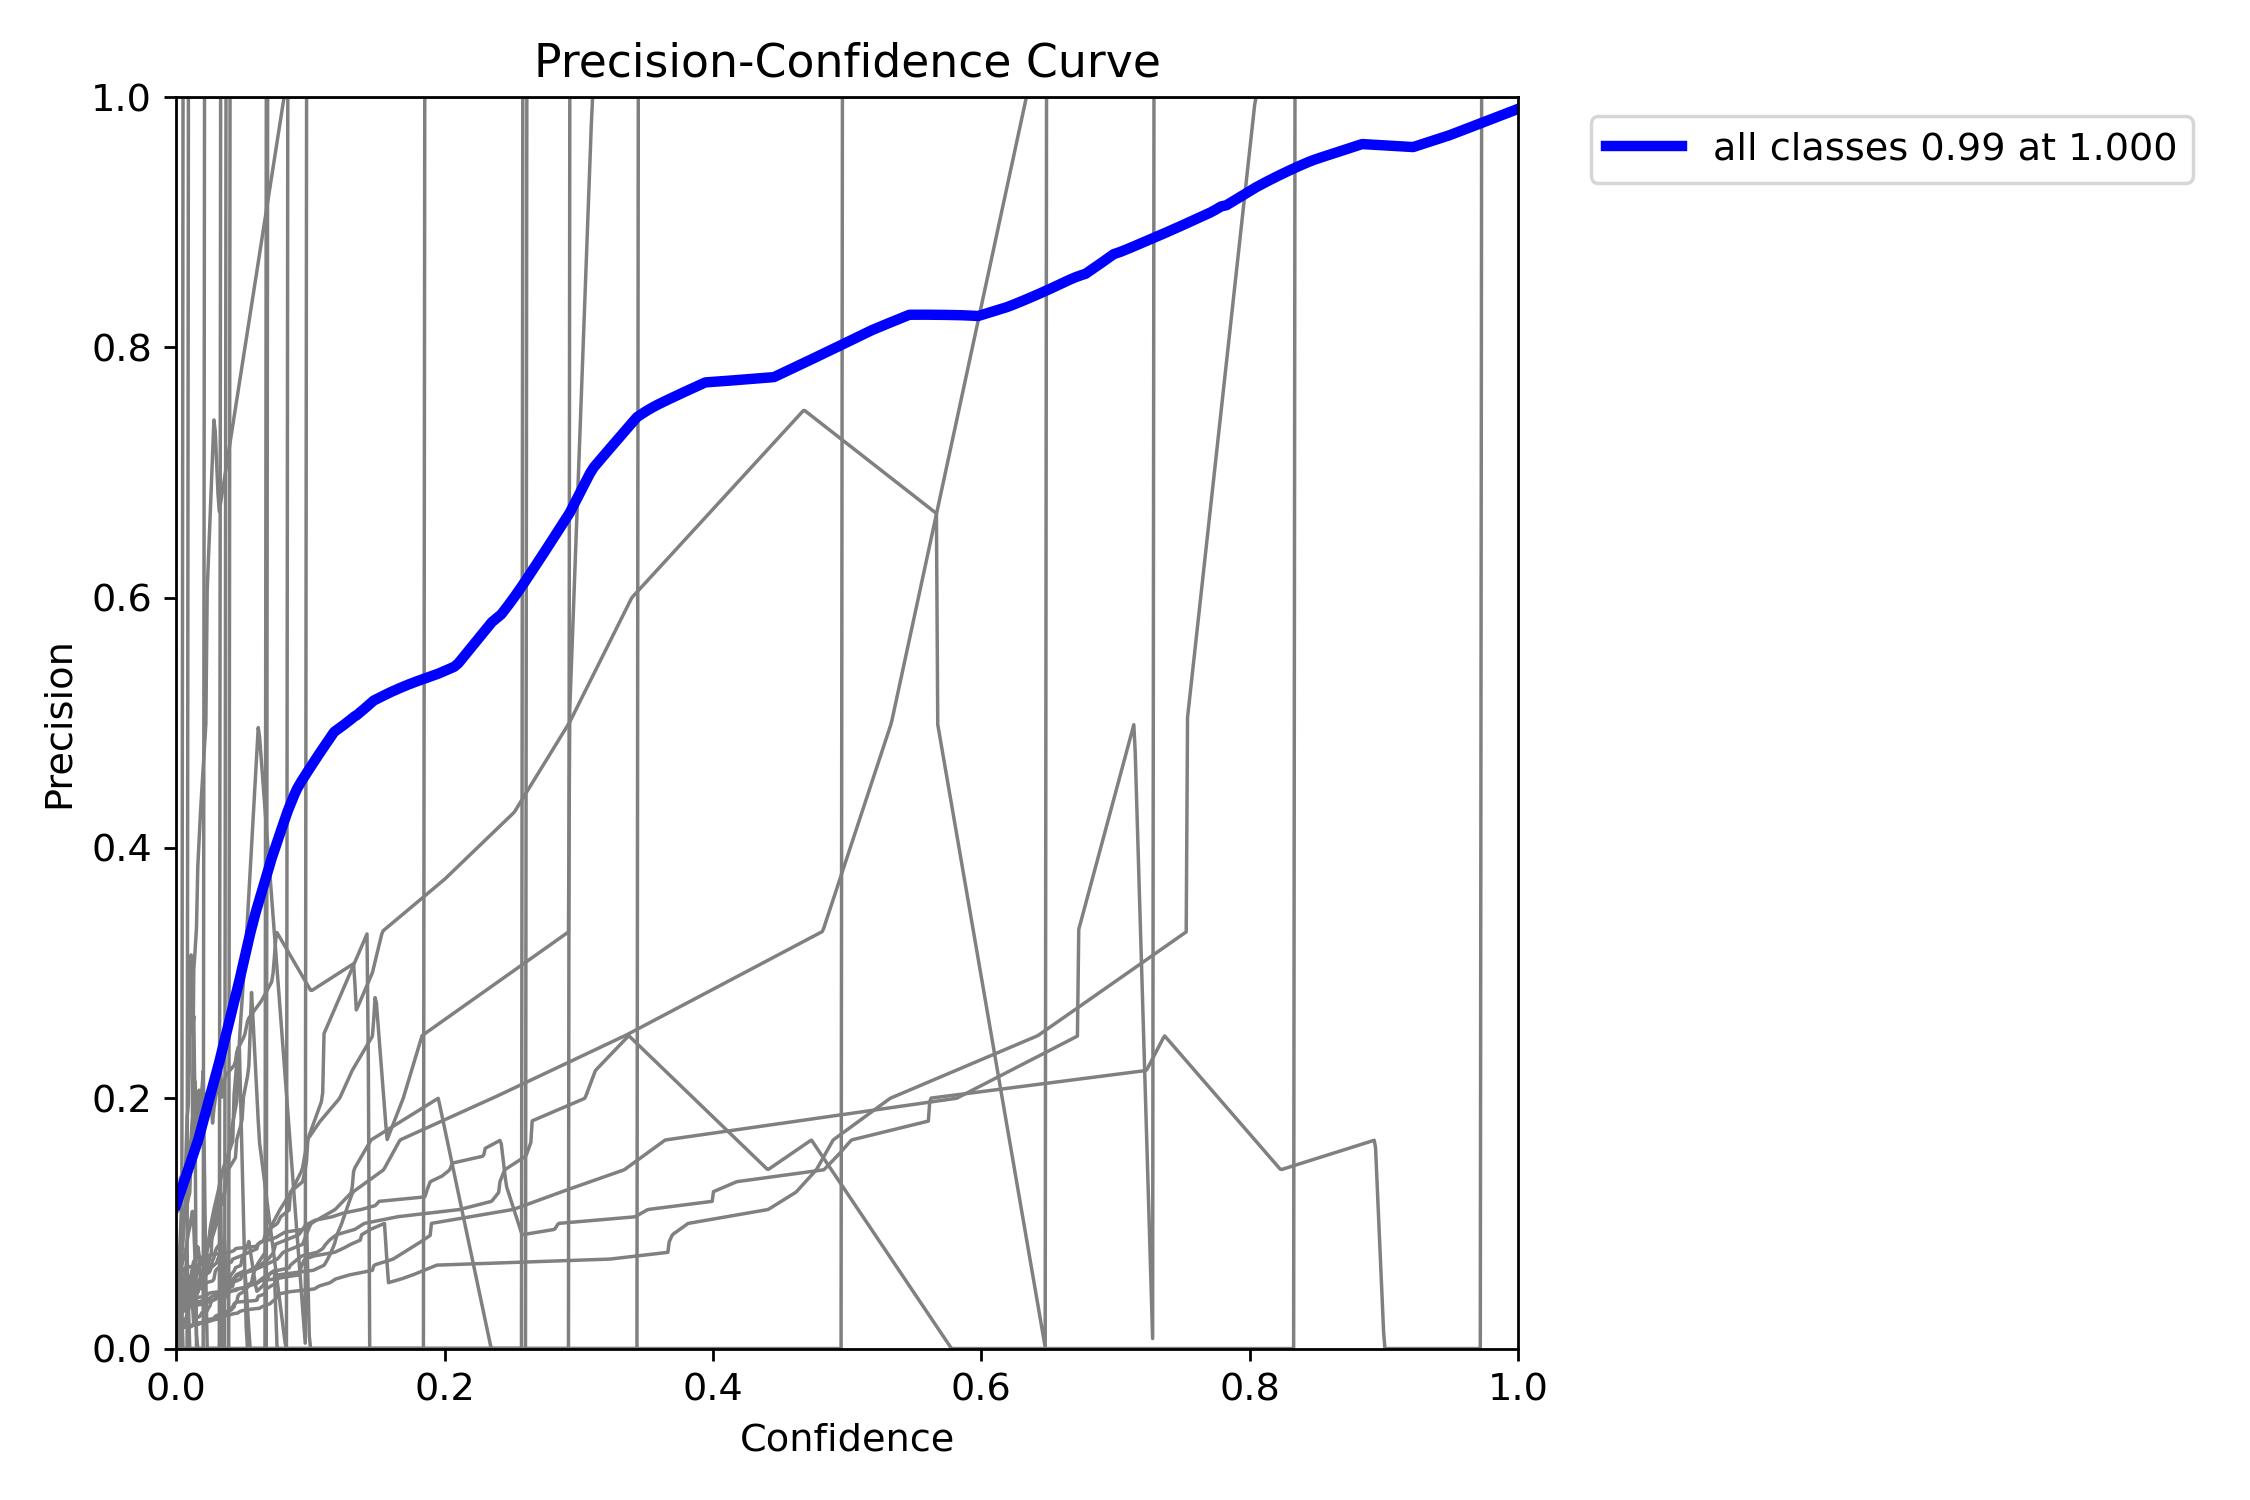 Precision-Confidence Curve
1.0
0.8
0.6
0.4
0.2
0.0
Precision
0.0 0.2 0.4 0.6 0.8 1.0
Confidence
all classes 0.99 at 1.000